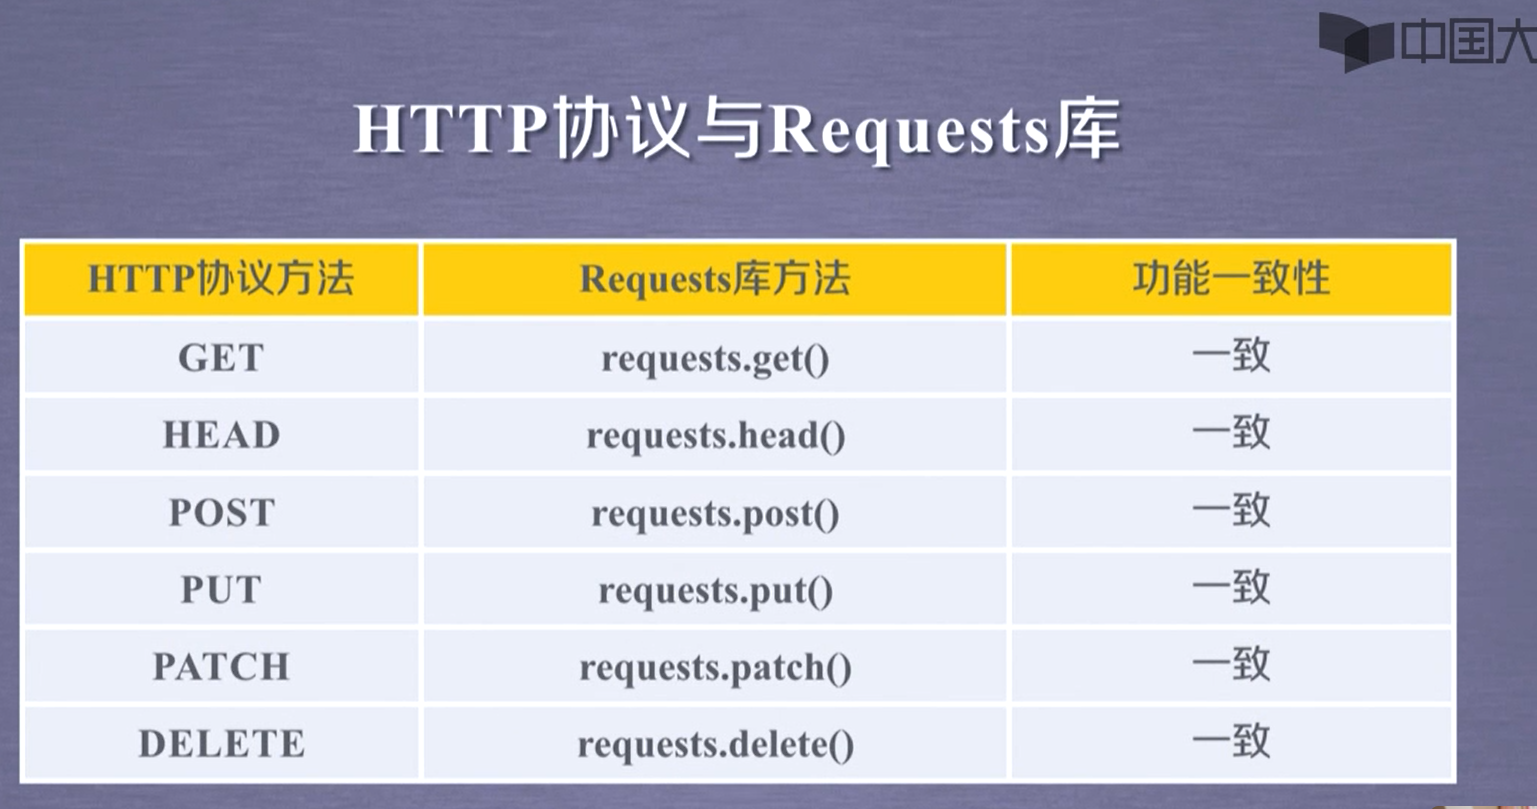 中国大
HTTP协议与Requests库
HTTP协议方法 Requests库方法 功能一致性
GET requests.get() 一致
HEAD requests.head() 一致
POST requests.post() 一致
PUT requests.put() 一致
PATCH requests.patch() 一致
DELETE requests.delete() 一致